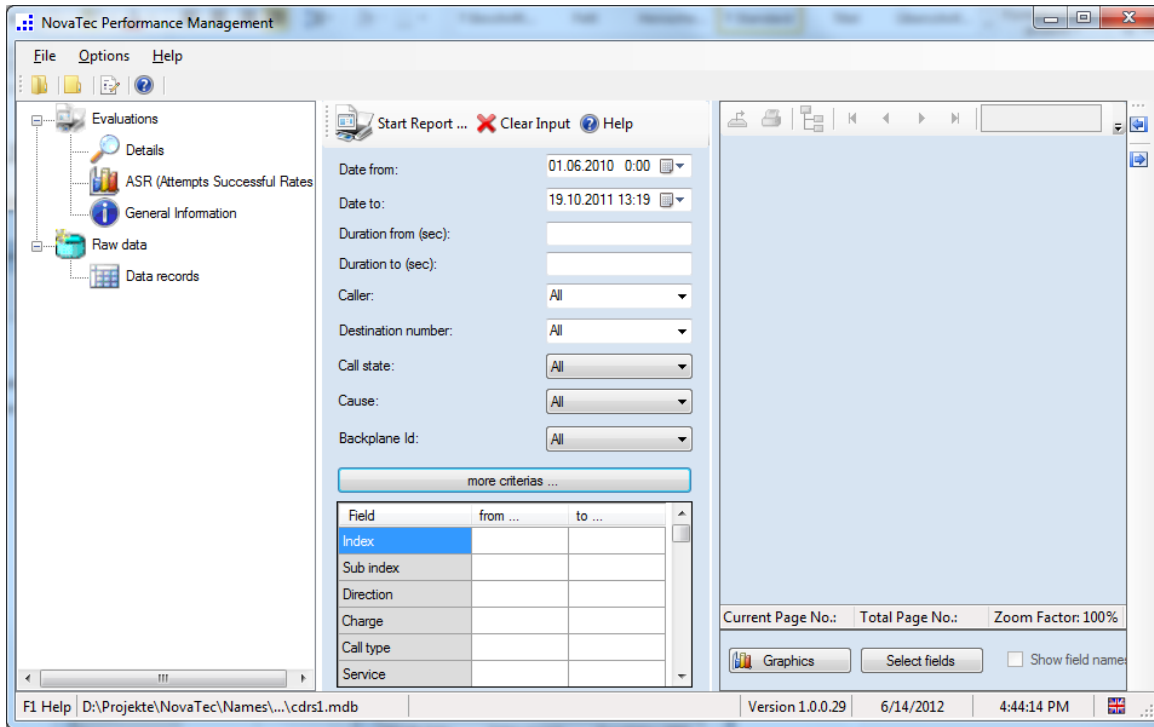 NovaTec Performance Management
File Options Help
Evaluations
Details
ASR (Attempts Successful Rates
General Information
Raw data
Data records
Start Report ... Clear Input Help
Date from: 01.06.2010 0:00
Date to: 19.10.2011 13:19
Duration from (sec):
Duration to (sec):
Caller: All
Destination number: All
Call state: All
Cause: All
Backplane Id: All
more criterias ...
Field from ... to ...
Index
Sub index
Direction
Charge
Call type
Service
Current Page No.: Total Page No.: Zoom Factor: 100%
Graphics Select fields Show field name
F1 Help D:\Projekte\NovaTec\Names\...\cdrs1.mdb Version 1.0.0.29 6/14/2012 4:44:14 PM